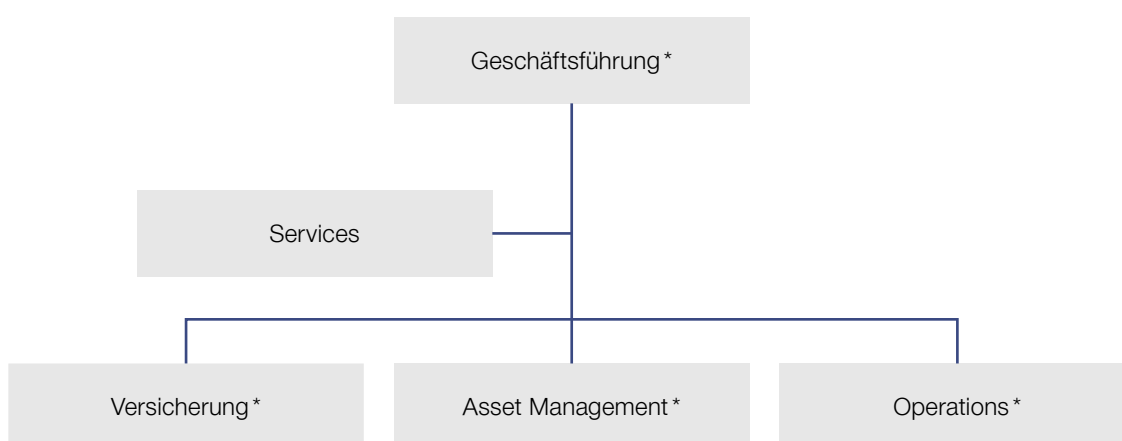 Geschäftsführung*
Services
Versicherung*
Asset Management*
Operations*